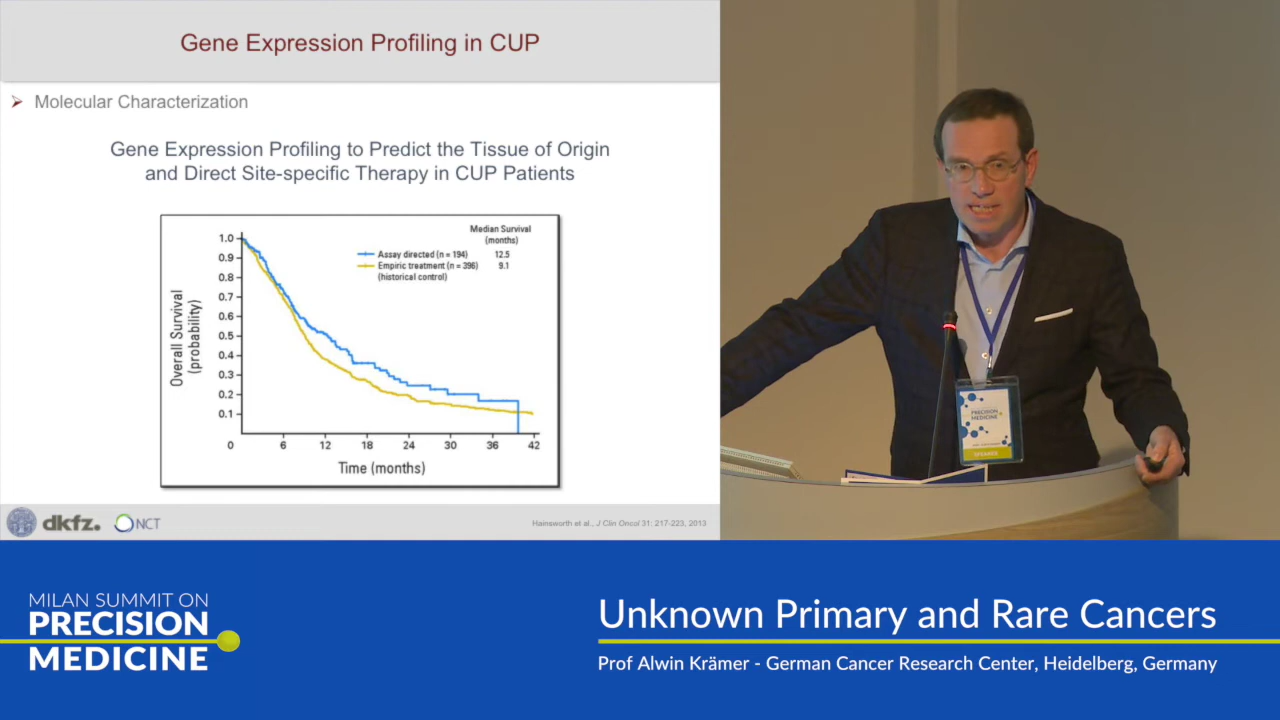 Gene Expression Profiling in CUP
➤ Molecular Characterization
Gene Expression Profiling to Predict the Tissue of Origin
and Direct Site-specific Therapy in CUP Patients
Median Survival
(months)
Assay directed (n = 194) 12.5
Empiric treatment (n = 396) 9.1
(historical control)
Overall Survival
(probability)
1.0
0.9
0.8
0.7
0.6
0.5
0.4
0.3
0.2
0.1
0 6 12 18 24 30 36 42
Time (months)
dkfz. NCT
Hainsworth et al., J Clin Oncol 31: 217-223, 2013
PRECISION
MEDICINE
SPEAKER
MILAN SUMMIT ON
PRECISION
MEDICINE
Unknown Primary and Rare Cancers
Prof Alwin Krämer - German Cancer Research Center, Heidelberg, Germany